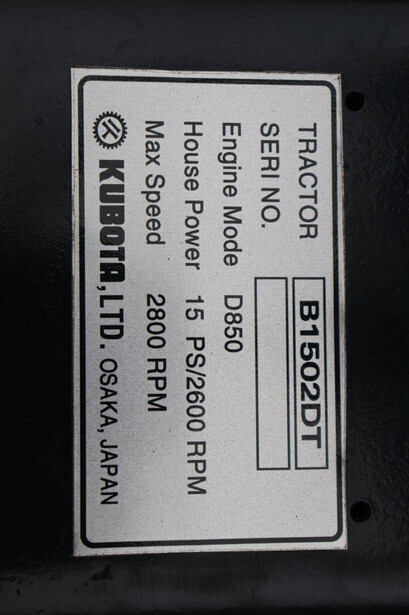 TRACTOR B1502DT
SERI NO.
Engine Mode D850
House Power 15 PS/2600 RPM
Max Speed 2800 RPM
KUBOTA, LTD. OSAKA, JAPAN